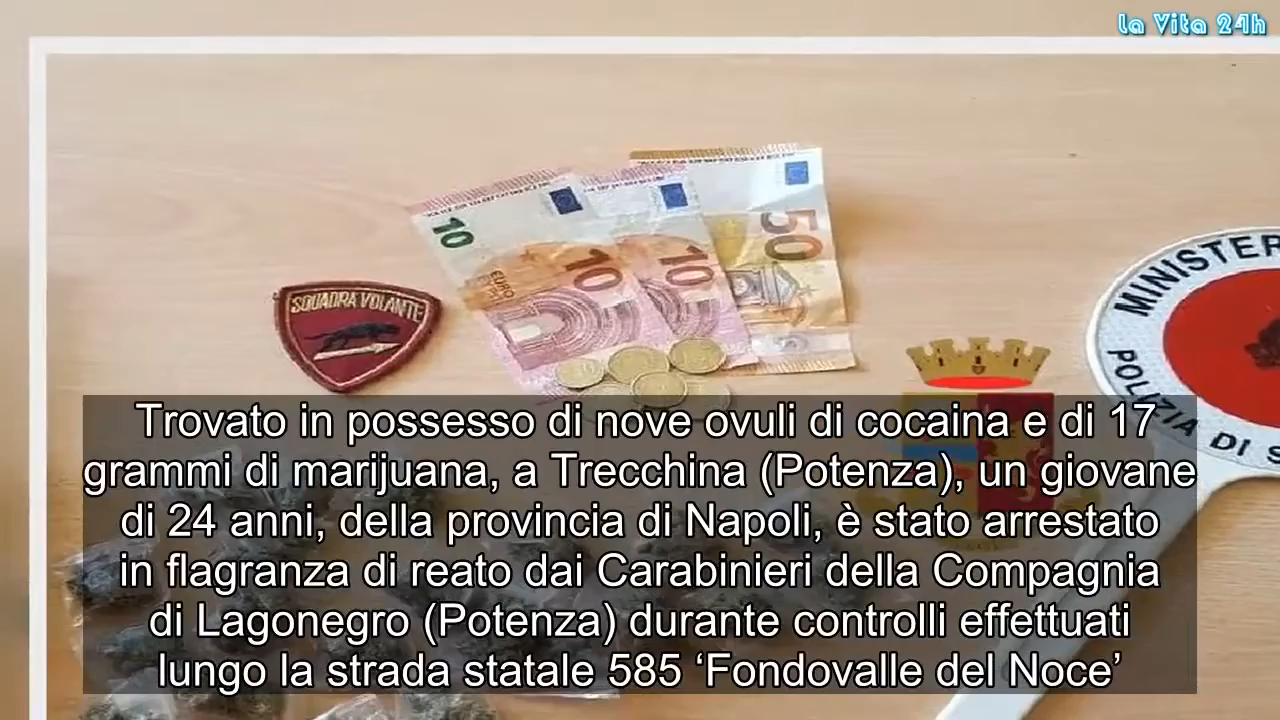 la Vita 24h
10
10
10
50
EURO
SQUADRA VOLANTE
MINISTER
POLIZIA DI S
Trovato in possesso di nove ovuli di cocaina e di 17
grammi di marijuana, a Trecchina (Potenza), un giovane
di 24 anni, della provincia di Napoli, è stato arrestato
in flagranza di reato dai Carabinieri della Compagnia
di Lagonegro (Potenza) durante controlli effettuati
lungo la strada statale 585 ‘Fondovalle del Noce’